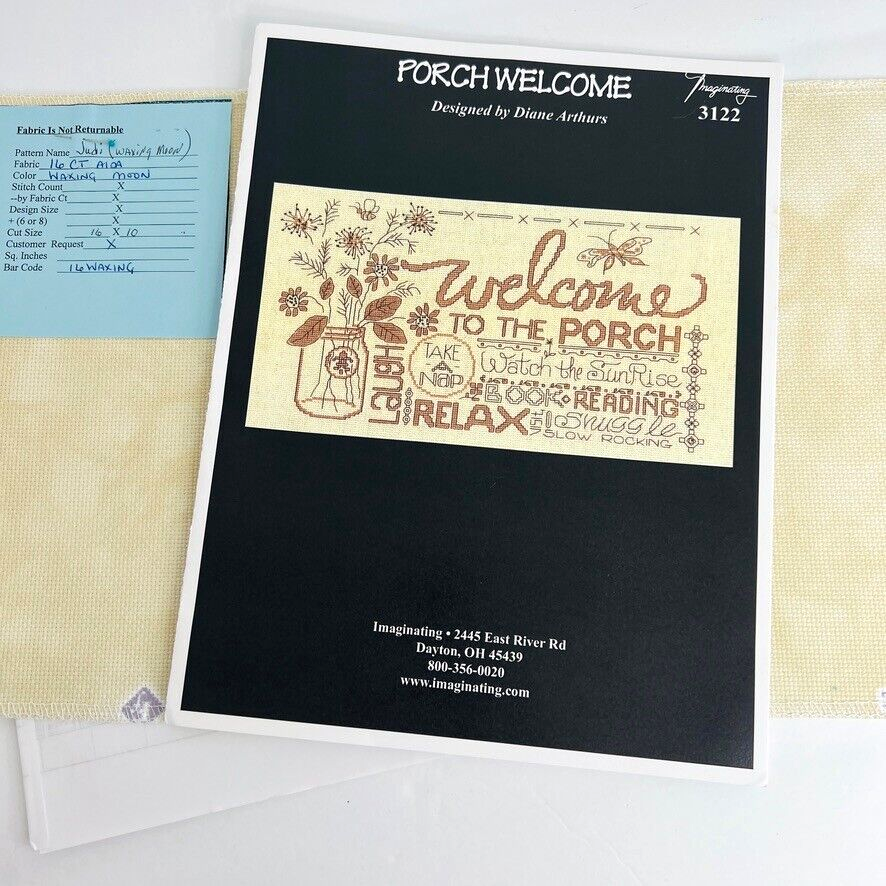 Fabric Is Not Returnable
Pattern Name Judi (Waxing Moon)
Fabric 16 CT AIDA
Color WAXING MOON
Stitch Count X
--by Fabric Ct X
Design Size X
+ (6 or 8) X
Cut Size 16 X 10 "
Customer Request X
Sq. Inches
Bar Code 16 WAXING
PORCH WELCOME
Designed by Diane Arthurs
Imaginating
3122
welcome
TO THE PORCH
TAKE
A
NAP
Watch the SunRise
Laugh
BOOK READING
RELAX
Visit
Snuggle
SLOW ROCKING
Imaginating • 2445 East River Rd
Dayton, OH 45439
800-356-0020
www.imaginating.com